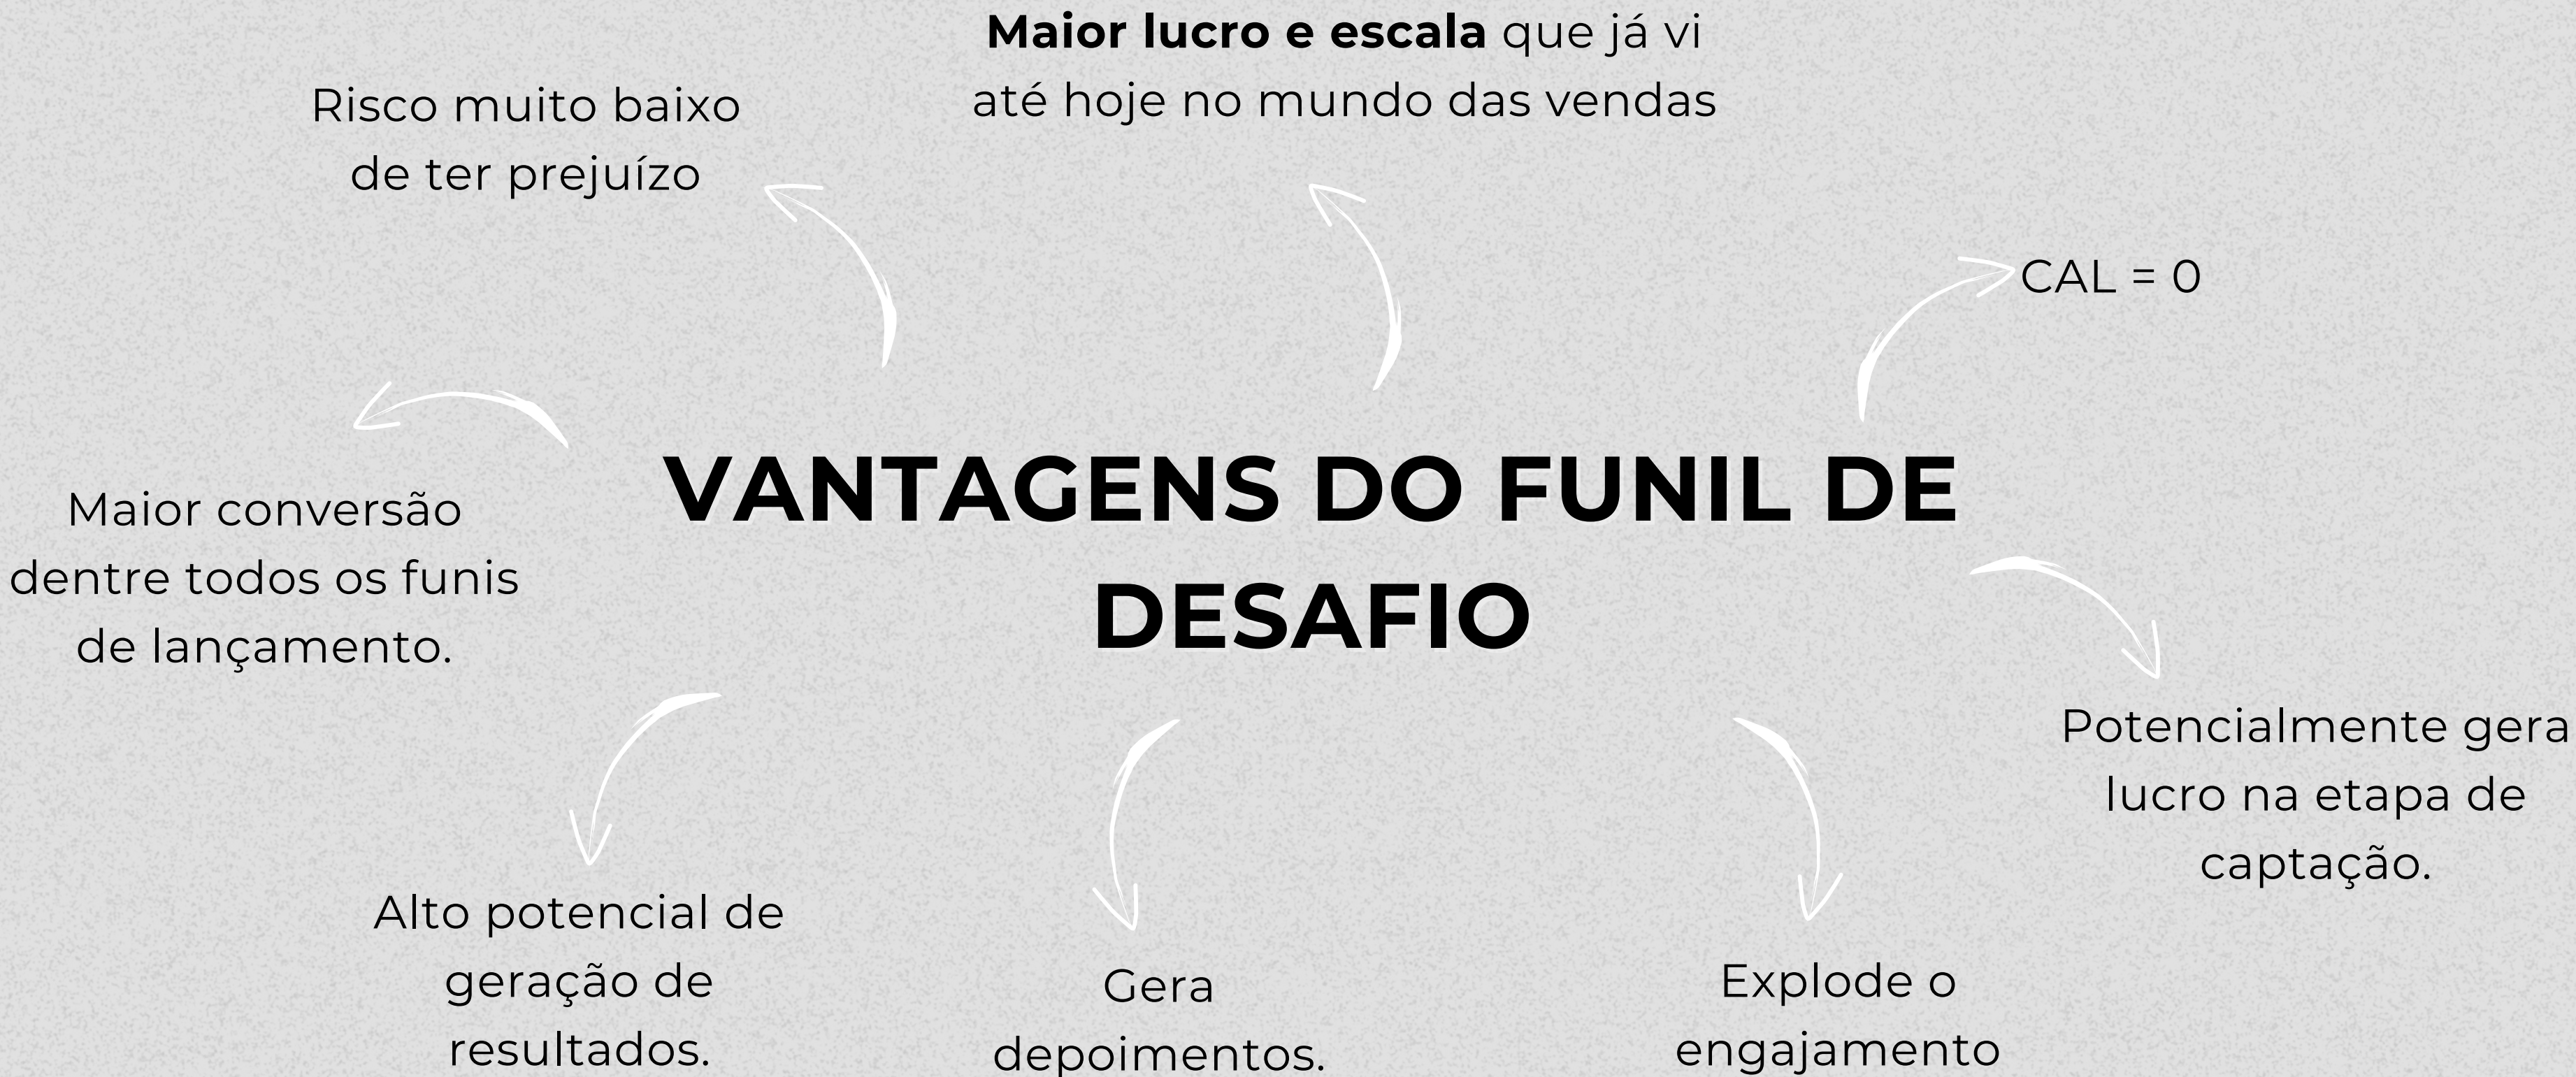 Maior lucro e escala que já vi
até hoje no mundo das vendas
Risco muito baixo
de ter prejuízo
CAL = 0
VANTAGENS DO FUNIL DE
DESAFIO
Maior conversão
dentre todos os funis
de lançamento.
Potencialmente gera
lucro na etapa de
captação.
Alto potencial de
geração de
resultados.
Gera
depoimentos.
Explode o
engajamento